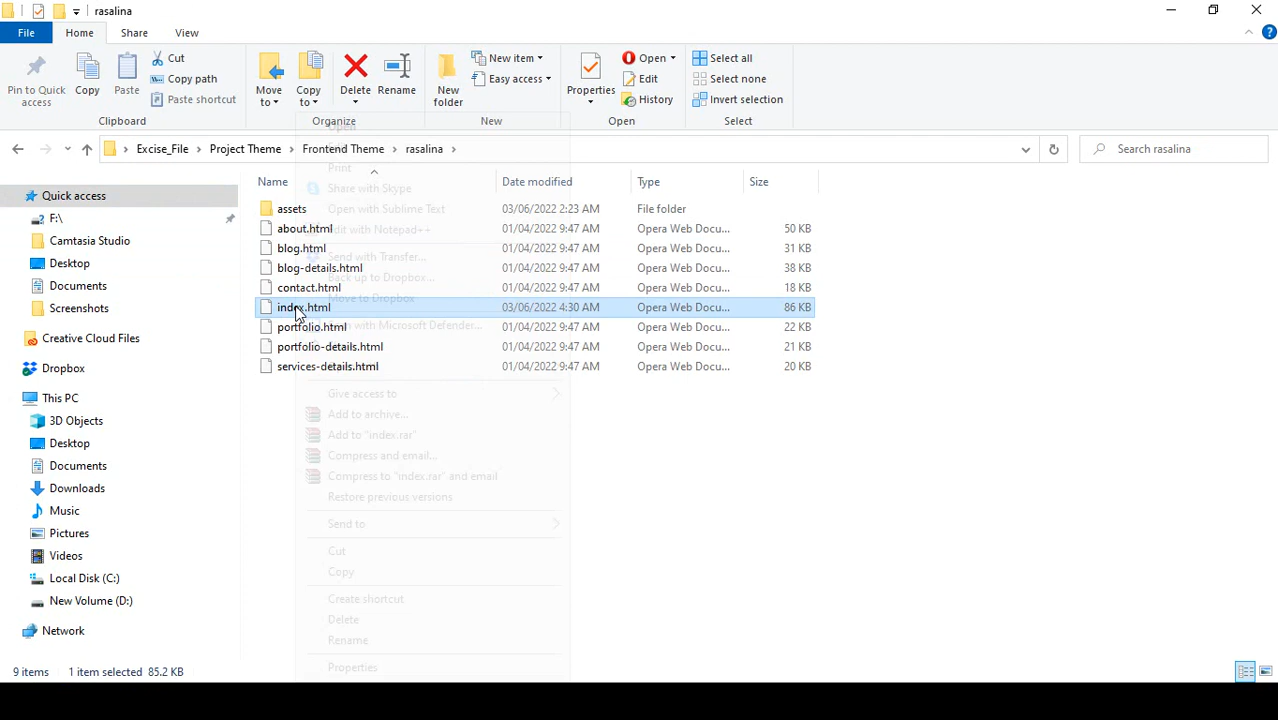 rasalina
File Home Share View
Pin to Quick access
Copy
Paste
Cut
Copy path
Paste shortcut
Clipboard
Move to
Copy to
Delete
Rename
Organize
New folder
New item
Easy access
New
Properties
Open
Edit
History
Open
Select all
Select none
Invert selection
Select
Excise_File > Project Theme > Frontend Theme > rasalina >
Search rasalina
Quick access
F:\
Camtasia Studio
Desktop
Documents
Screenshots
Creative Cloud Files
Dropbox
This PC
3D Objects
Desktop
Documents
Downloads
Music
Pictures
Videos
Local Disk (C:)
New Volume (D:)
Network
Name Date modified Type Size
assets 03/06/2022 2:23 AM File folder
about.html 01/04/2022 9:47 AM Opera Web Docu... 50 KB
blog.html 01/04/2022 9:47 AM Opera Web Docu... 31 KB
blog-details.html 01/04/2022 9:47 AM Opera Web Docu... 38 KB
contact.html 01/04/2022 9:47 AM Opera Web Docu... 18 KB
index.html 03/06/2022 4:30 AM Opera Web Docu... 86 KB
portfolio.html 01/04/2022 9:47 AM Opera Web Docu... 22 KB
portfolio-details.html 01/04/2022 9:47 AM Opera Web Docu... 21 KB
services-details.html 01/04/2022 9:47 AM Opera Web Docu... 20 KB
Open
Print
Share with Skype
Open with Sublime Text
Edit with Notepad++
Send with Transfer...
Back up to Dropbox...
Move to Dropbox
with Microsoft Defender...
Give access to
Add to archive...
Add to "index.rar"
Compress and email...
Compress to "index.rar" and email
Restore previous versions
Send to
Cut
Copy
Create shortcut
Delete
Rename
Properties
9 items 1 item selected 85.2 KB